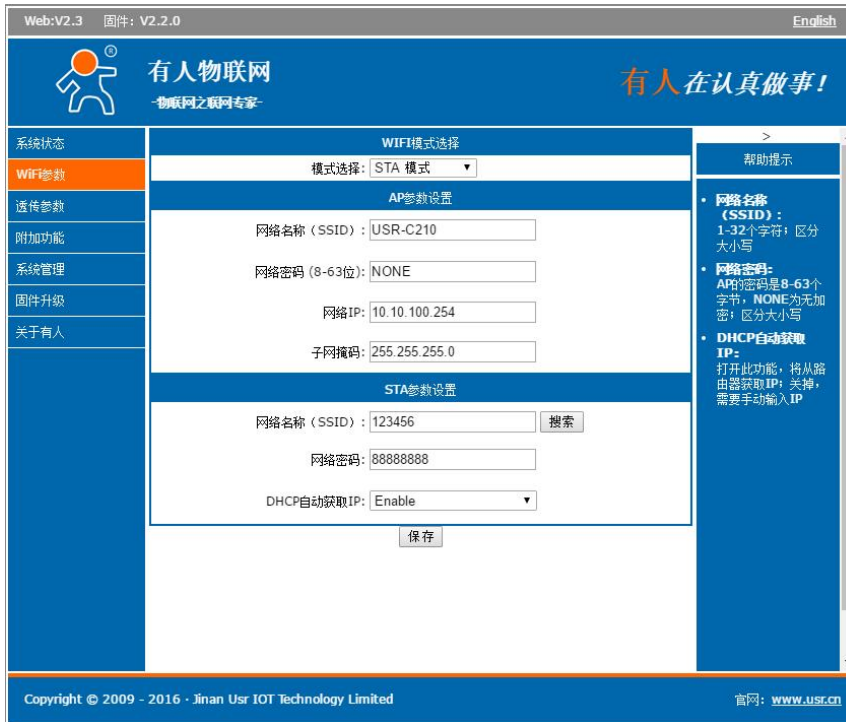 Web:V2.3 固件: V2.2.0 English
®
有人物联网
-物联网之联网专家-
有人在认真做事!
系统状态
WiFi参数
透传参数
附加功能
系统管理
固件升级
关于有人
WIFI模式选择
模式选择: STA 模式
AP参数设置
网络名称 (SSID) : USR-C210
网络密码 (8-63位): NONE
网络IP: 10.10.100.254
子网掩码: 255.255.255.0
STA参数设置
网络名称 (SSID) : 123456 搜索
网络密码: 88888888
DHCP自动获取IP: Enable
保存
>
帮助提示
• 网络名称
(SSID) :
1-32个字符; 区分
大小写
• 网络密码:
AP的密码是8-63个
字节, NONE为无加
密; 区分大小写
• DHCP自动获取
IP:
打开此功能, 将从路
由器获取IP; 关掉,
需要手动输入IP
Copyright © 2009 - 2016 · Jinan Usr IOT Technology Limited 官网: www.usr.cn